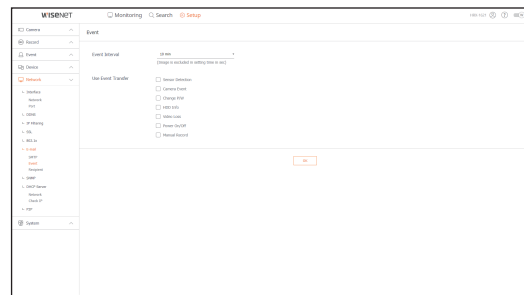 WISENET
Monitoring
Search
Setup
Camera
Record
Event
Device
Network
Interface
Network
Port
DDNS
IP Filtering
SSL
802.1x
E-mail
SMTP
Event
Recipient
SNMP
DHCP Server
Network
Check IP
P2P
System
Event
Event Interval
10 min
(Image is excluded in setting time in sec)
Use Event Transfer
Sensor Detection
Camera Event
Change P/W
HDD Info
Video Loss
Power On/Off
Manual Record
OK